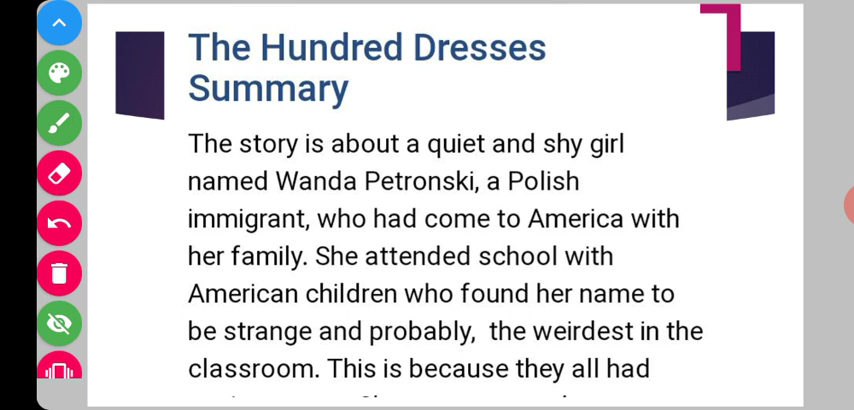 The Hundred Dresses
Summary
The story is about a quiet and shy girl
named Wanda Petronski, a Polish
immigrant, who had come to America with
her family. She attended school with
American children who found her name to
be strange and probably,  the weirdest in the
classroom. This is because they all had